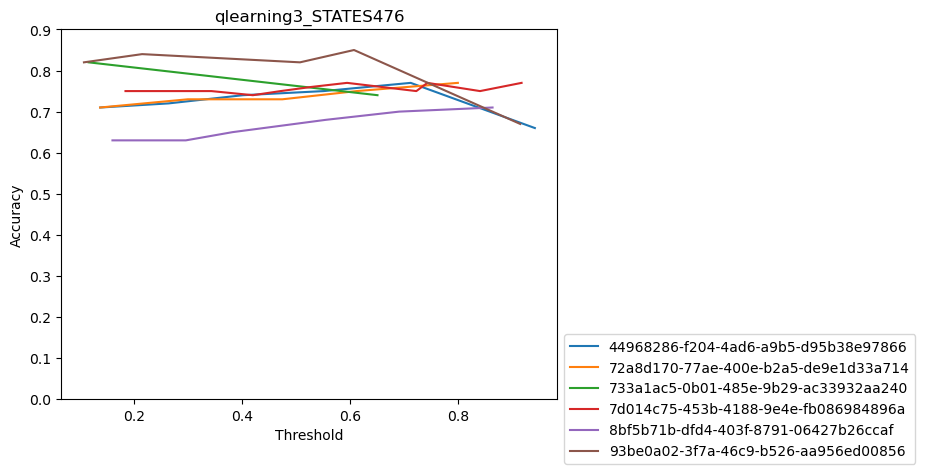 qlearning3_STATES476
0.9
0.8
0.7
0.6
0.5
0.4
0.3
0.2
0.1
0.0
Accuracy
0.2
0.4
0.6
0.8
Threshold
44968286-f204-4ad6-a9b5-d95b38e97866
72a8d170-77ae-400e-b2a5-de9e1d33a714
733a1ac5-0b01-485e-9b29-ac33932aa240
7d014c75-453b-4188-9e4e-fb086984896a
8bf5b71b-dfd4-403f-8791-06427b26ccaf
93be0a02-3f7a-46c9-b526-aa956ed00856